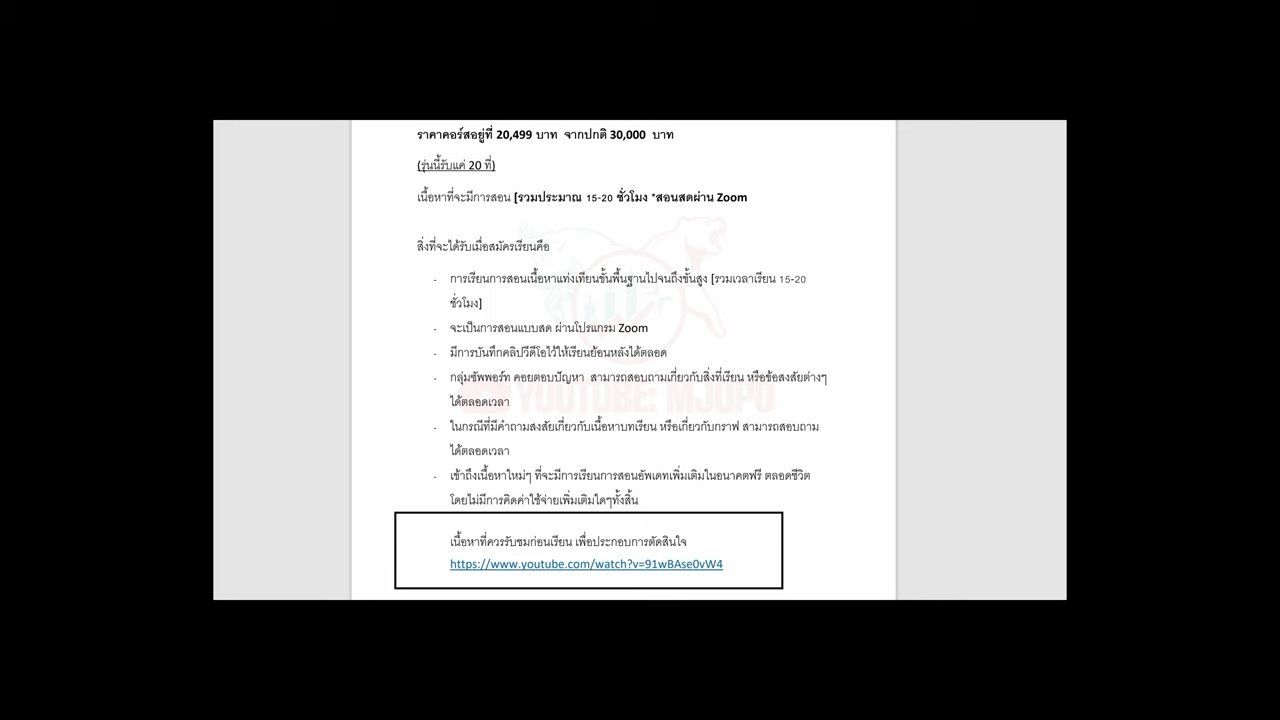 ราคาคอร์สอยู่ที่ 20,499 บาท จากปกติ 30,000 บาท
(รุ่นนี้รับแค่ 20 ที่)
เนื้อหาที่จะมีการสอน [รวมประมาณ 15-20 ชั่วโมง *สอนสดผ่าน Zoom
สิ่งที่จะได้รับเมื่อสมัครเรียนคือ
- การเรียนการสอนเนื้อหาแท่งเทียนขั้นพื้นฐานไปจนถึงขั้นสูง [รวมเวลาเรียน 15-20
ชั่วโมง]
- จะเป็นการสอนแบบสด ผ่านโปรแกรม Zoom
- มีการบันทึกคลิปวีดีโอไว้ให้เรียนย้อนหลังได้ตลอด
- กลุ่มซัพพอร์ท คอยตอบปัญหา สามารถสอบถามเกี่ยวกับสิ่งที่เรียน หรือข้อสงสัยต่างๆ
YOUTUBE: MJUPO
ได้ตลอดเวลา
- ในกรณีที่มีคำถามสงสัยเกี่ยวกับเนื้อหาบทเรียน หรือเกี่ยวกับกราฟ สามารถสอบถาม
ได้ตลอดเวลา
- เข้าถึงเนื้อหาใหม่ๆ ที่จะมีการเรียนการสอนอัพเดทเพิ่มเติมในอนาคตฟรี ตลอดชีวิต
โดยไม่มีการคิดค่าใช้จ่ายเพิ่มเติมใดๆทั้งสิ้น
เนื้อหาที่ควรรับชมก่อนเรียน เพื่อประกอบการตัดสินใจ
https://www.youtube.com/watch?v=91wBAse0vW4